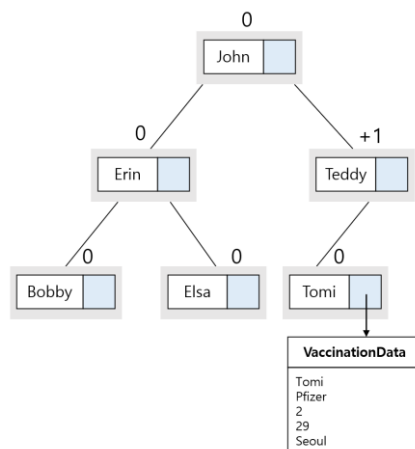 0
John
0
+1
Erin
Teddy
0
0
0
Bobby
Elsa
Tomi
VaccinationData
Tomi
Pfizer
2
29
Seoul